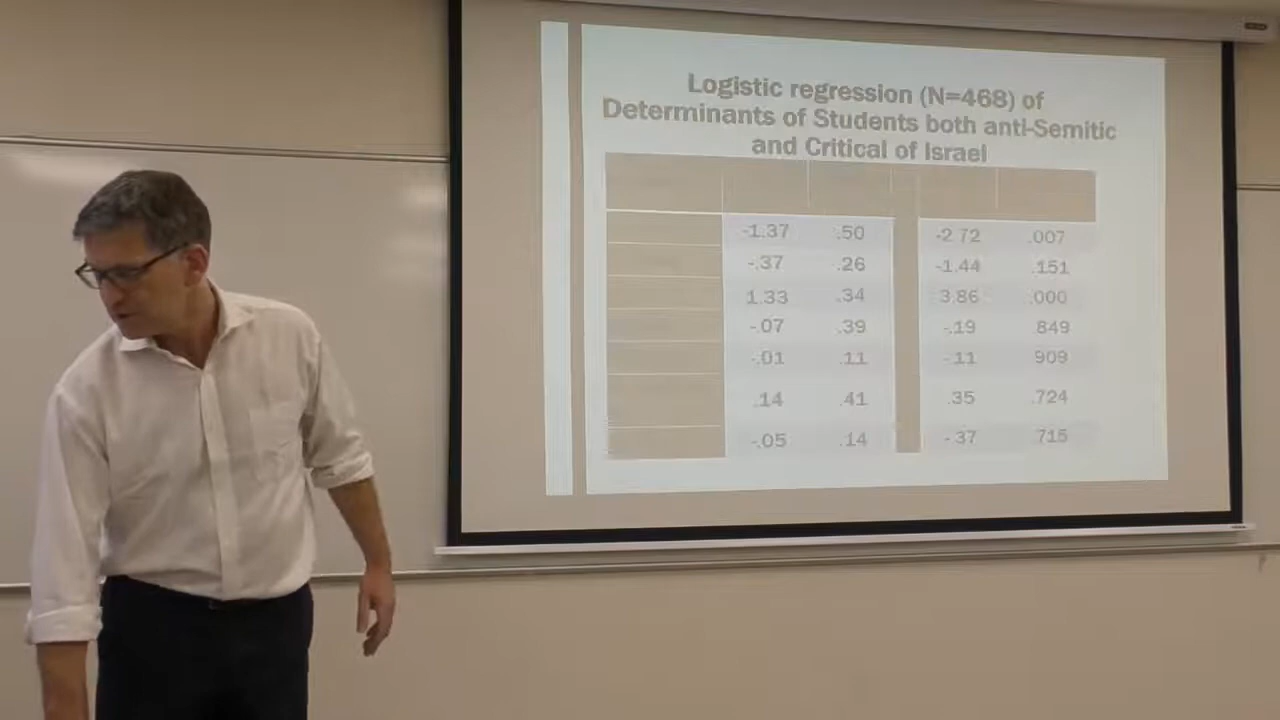 Logistic regression (N=468) of
Determinants of Students both anti-Semitic
and Critical of Israel
-1.37 .50 -2.72 .007
-.37 .26 -1.44 .151
1.33 .34 3.86 .000
-.07 .39 -.19 .849
-.01 .11 -.11 .909
.14 .41 .35 .724
-.05 .14 -.37 .715